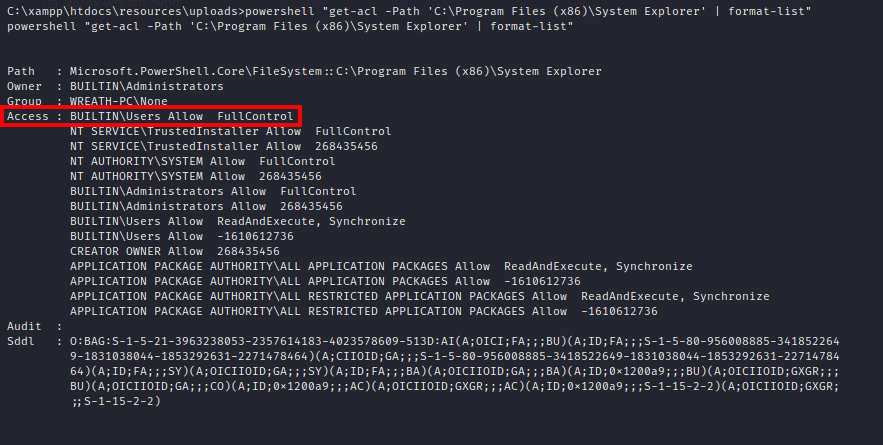 C:\xampp\htdocs\resources\uploads>powershell "get-acl -Path 'C:\Program Files (x86)\System Explorer' | format-list"
powershell "get-acl -Path 'C:\Program Files (x86)\System Explorer' | format-list"
Path   : Microsoft.PowerShell.Core\FileSystem::C:\Program Files (x86)\System Explorer
Owner  : BUILTIN\Administrators
Group  : WREATH-PC\None
Access : BUILTIN\Users Allow  FullControl
         NT SERVICE\TrustedInstaller Allow  FullControl
         NT SERVICE\TrustedInstaller Allow  268435456
         NT AUTHORITY\SYSTEM Allow  FullControl
         NT AUTHORITY\SYSTEM Allow  268435456
         BUILTIN\Administrators Allow  FullControl
         BUILTIN\Administrators Allow  268435456
         BUILTIN\Users Allow  ReadAndExecute, Synchronize
         BUILTIN\Users Allow  -1610612736
         CREATOR OWNER Allow  268435456
         APPLICATION PACKAGE AUTHORITY\ALL APPLICATION PACKAGES Allow  ReadAndExecute, Synchronize
         APPLICATION PACKAGE AUTHORITY\ALL APPLICATION PACKAGES Allow  -1610612736
         APPLICATION PACKAGE AUTHORITY\ALL RESTRICTED APPLICATION PACKAGES Allow  ReadAndExecute, Synchronize
         APPLICATION PACKAGE AUTHORITY\ALL RESTRICTED APPLICATION PACKAGES Allow  -1610612736
Audit  :
Sddl   : O:BAG:S-1-5-21-3963238053-2357614183-4023578609-513D:AI(A;OICI;FA;;;BU)(A;ID;FA;;;S-1-5-80-956008885-341852264
         9-1831038044-1853292631-2271478464)(A;CIIOID;GA;;;S-1-5-80-956008885-3418522649-1831038044-1853292631-22714784
         64)(A;ID;FA;;;SY)(A;OICIIOID;GA;;;SY)(A;ID;FA;;;BA)(A;OICIIOID;GA;;;BA)(A;ID;0×1200a9;;;BU)(A;OICIIOID;GXGR;;;
         BU)(A;OICIIOID;GA;;;CO)(A;ID;0×1200a9;;;AC)(A;OICIIOID;GXGR;;;AC)(A;ID;0×1200a9;;;S-1-15-2-2)(A;OICIIOID;GXGR;
         ;;S-1-15-2-2)